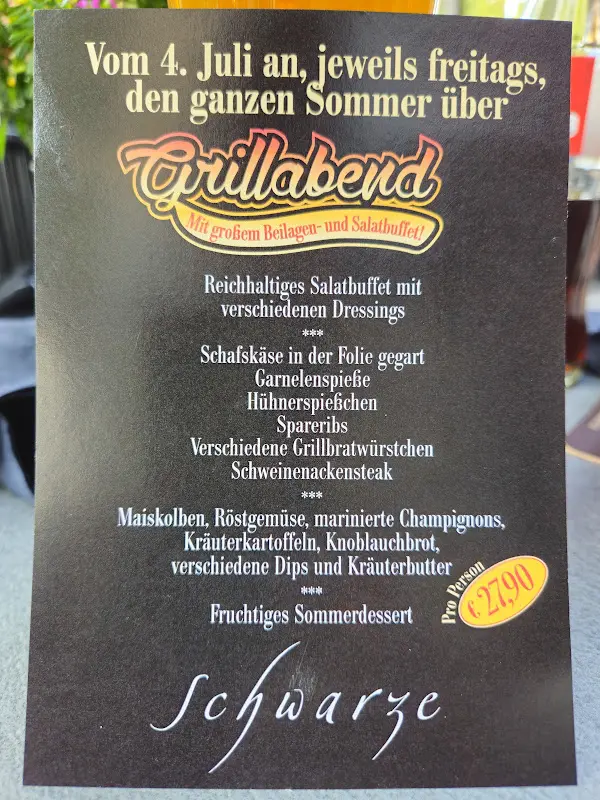 Vom 4. Juli an, jeweils freitags,
den ganzen Sommer über
Grillabend
Mit großem Beilagen- und Salatbuffet!
Reichhaltiges Salatbuffet mit
verschiedenen Dressings
***
Schafskäse in der Folie gegart
Garnelenspieße
Hühnerspießchen
Spareribs
Verschiedene Grillbratwürstchen
Schweinenackensteak
***
Maiskolben, Röstgemüse, marinierte Champignons,
Kräuterkartoffeln, Knoblauchbrot,
verschiedene Dips und Kräuterbutter
***
Fruchtiges Sommerdessert
Pro Person
€ 27,90
Schwarze